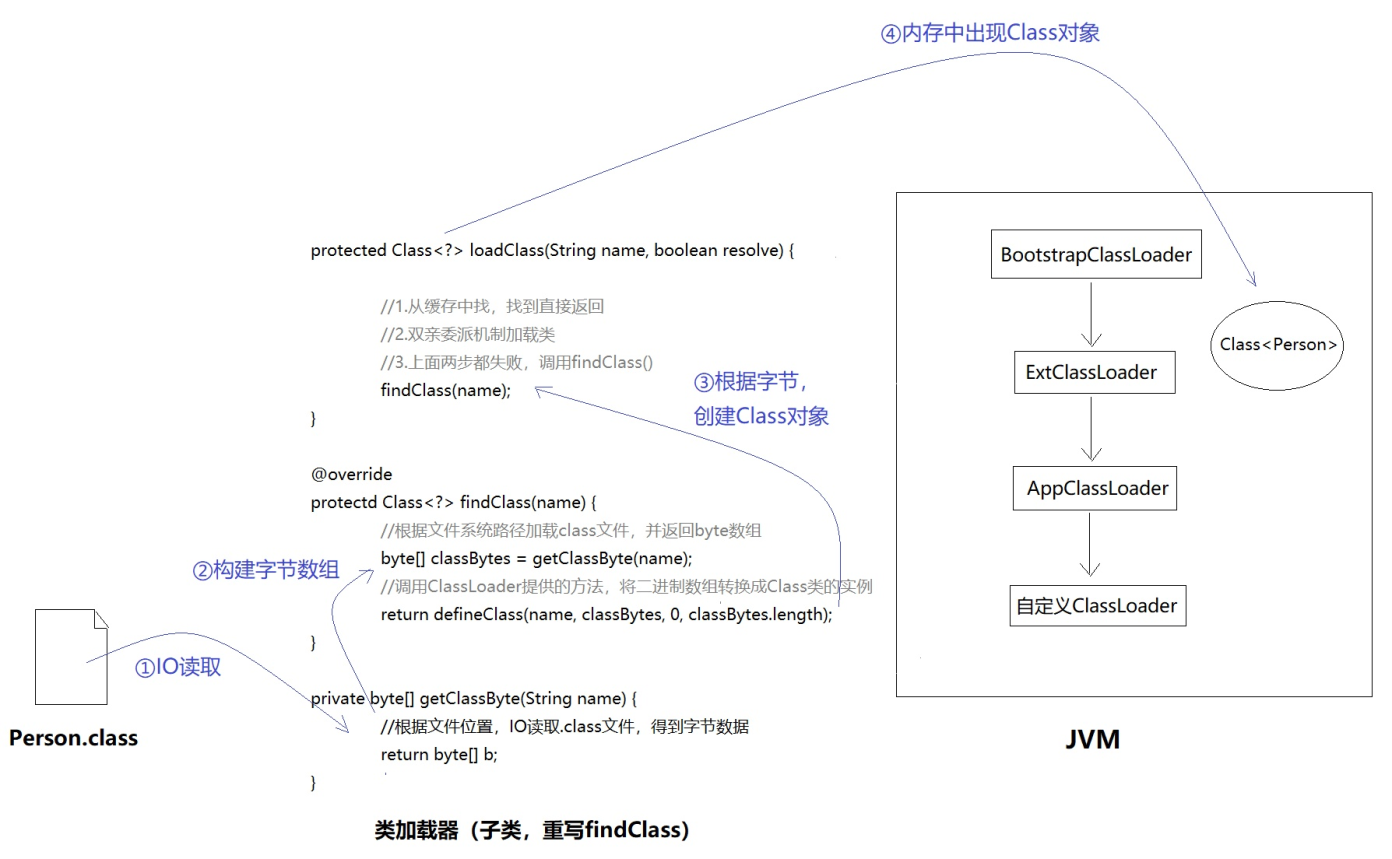 ④内存中出现Class对象
protected Class<?> loadClass(String name, boolean resolve) {
//1.从缓存中找，找到直接返回
//2.双亲委派机制加载类
//3.上面两步都失败，调用findClass()
findClass(name);
}
③根据字节，
创建Class对象
@override
protectd Class<?> findClass(name) {
//根据文件系统路径加载class文件，并返回byte数组
byte[] classBytes = getClassByte(name);
//调用ClassLoader提供的方法，将二进制数组转换成Class类的实例
return defineClass(name, classBytes, 0, classBytes.length);
}
②构建字节数组
①IO读取
Person.class
private byte[] getClassByte(String name) {
//根据文件位置，IO读取.class文件，得到字节数据
return byte[] b;
}
类加载器（子类，重写findClass）
BootstrapClassLoader
Class<Person>
ExtClassLoader
AppClassLoader
自定义ClassLoader
JVM